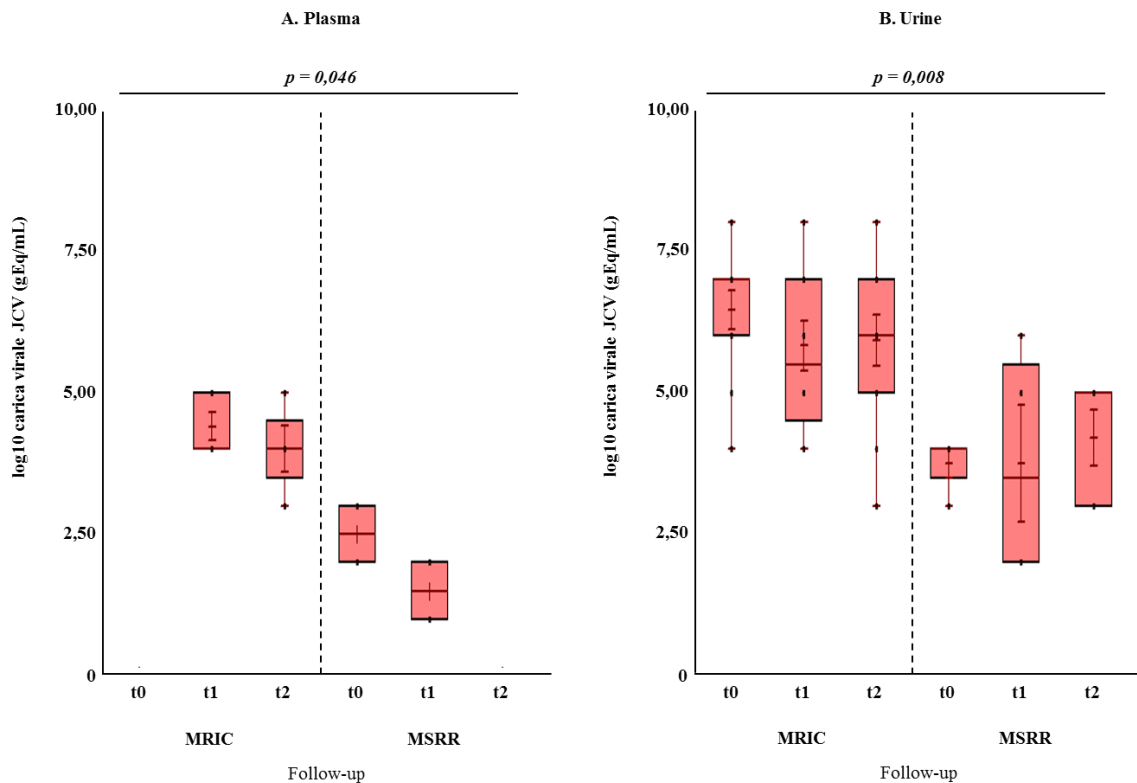 A. Plasma
p = 0,046
log10 carica virale JCV (gEq/mL)
10,00
7,50
5,00
2,50
0
t0 t1 t2 t0 t1 t2
MRIC MSRR
Follow-up
B. Urine
p = 0,008
log10 carica virale JCV (gEq/mL)
10,00
7,50
5,00
2,50
0
t0 t1 t2 t0 t1 t2
MRIC MSRR
Follow-up